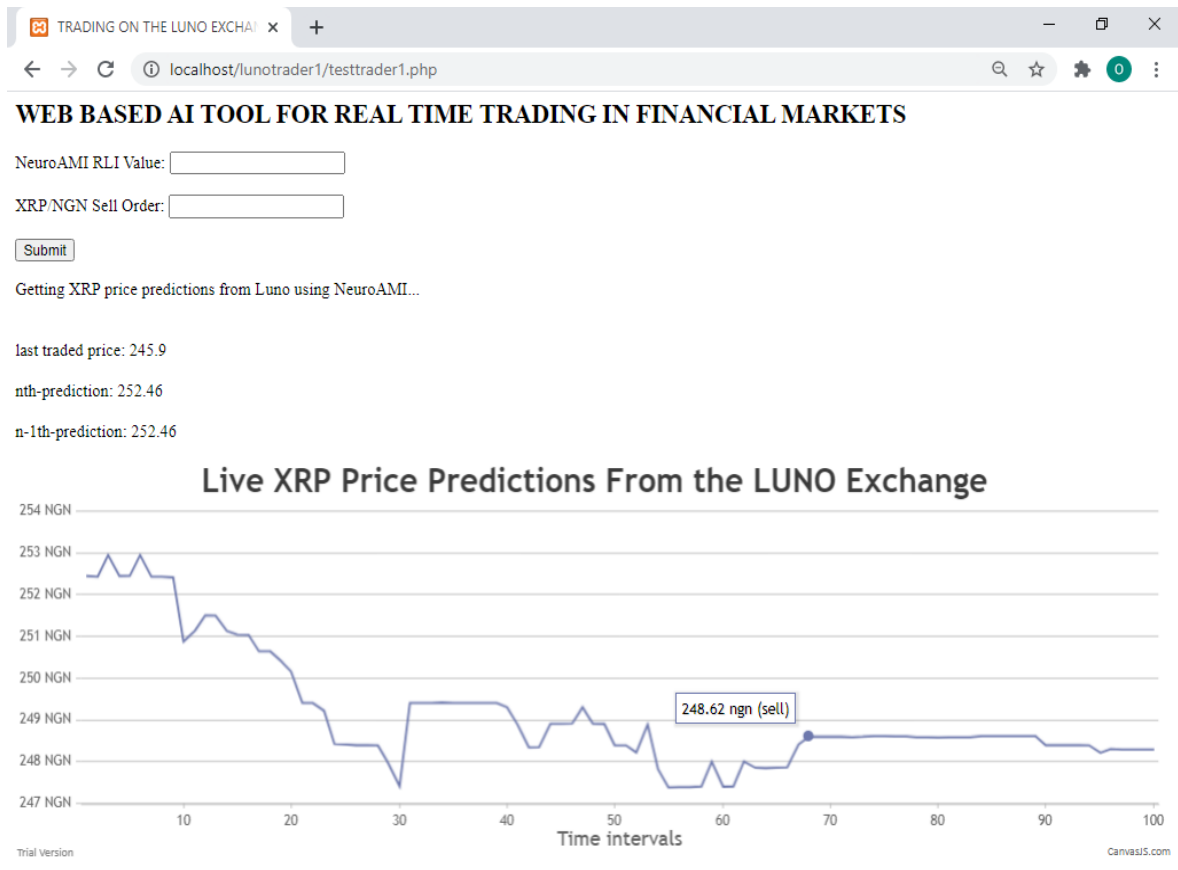 TRADING ON THE LUNO EXCHAN
localhost/lunotrader1/testtrader1.php
O
WEB BASED AI TOOL FOR REAL TIME TRADING IN FINANCIAL MARKETS
NeuroAMI RLI Value:
XRP/NGN Sell Order:
Submit
Getting XRP price predictions from Luno using NeuroAMI...
last traded price: 245.9
nth-prediction: 252.46
n-1th-prediction: 252.46
Live XRP Price Predictions From the LUNO Exchange
254 NGN
253 NGN
252 NGN
251 NGN
250 NGN
249 NGN
248.62 ngn (sell)
248 NGN
247 NGN
10 20 30 40 50 60 70 80 90 100
Time intervals
Trial Version
CanvasJS.com